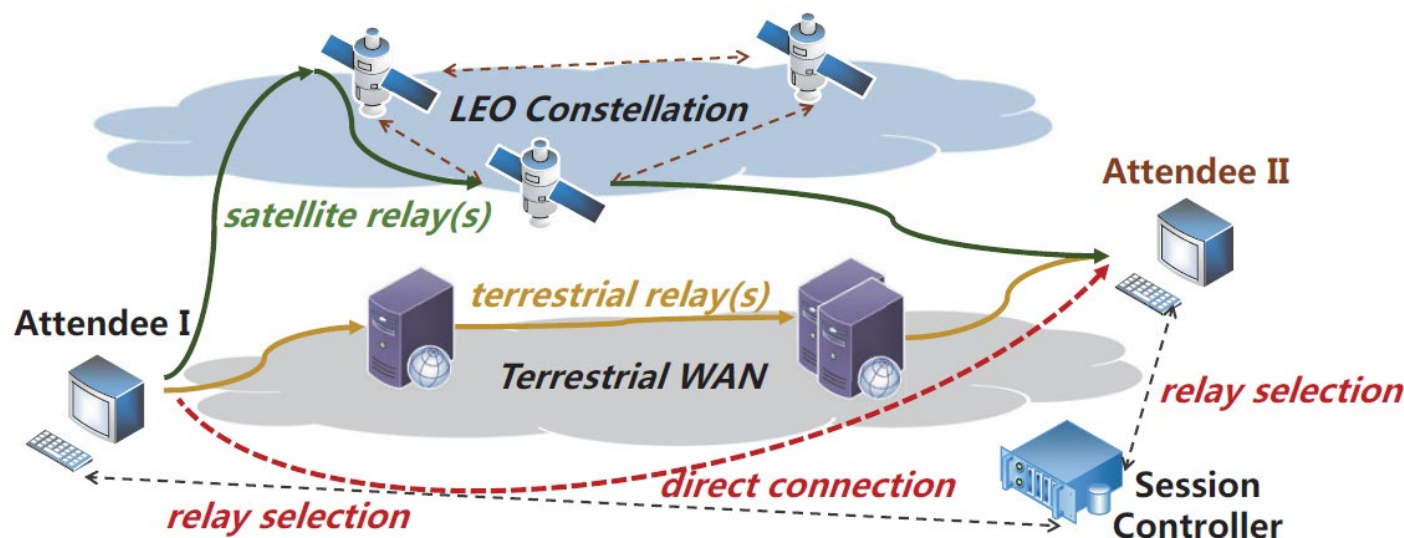 LEO Constellation
Attendee II
satellite relay(s)
terrestrial relay(s)
Attendee I
Terrestrial WAN
relay selection
direct connection
relay selection
Session
Controller